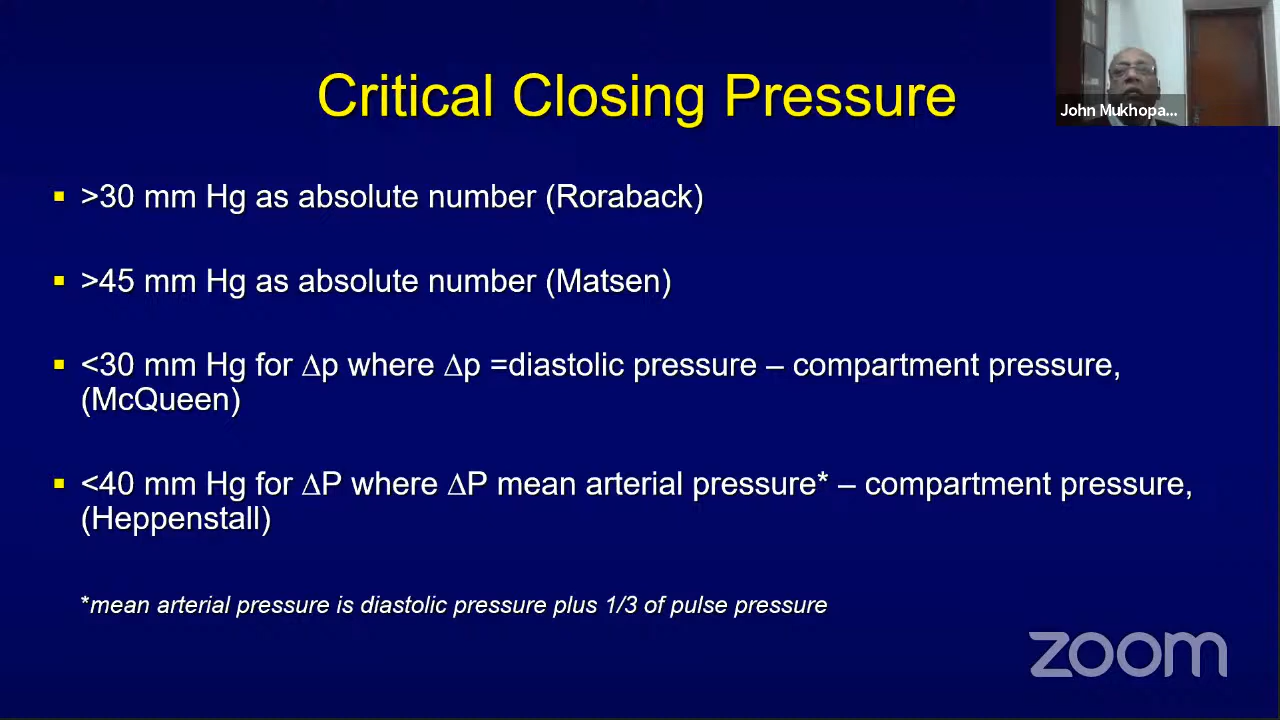 Critical Closing Pressure
John Mukhopa...
▪ >30 mm Hg as absolute number (Roraback)
▪ >45 mm Hg as absolute number (Matsen)
▪ <30 mm Hg for Δp where Δp =diastolic pressure – compartment pressure,
(McQueen)
▪ <40 mm Hg for ΔP where ΔP mean arterial pressure* – compartment pressure,
(Heppenstall)
*mean arterial pressure is diastolic pressure plus 1/3 of pulse pressure
zoom